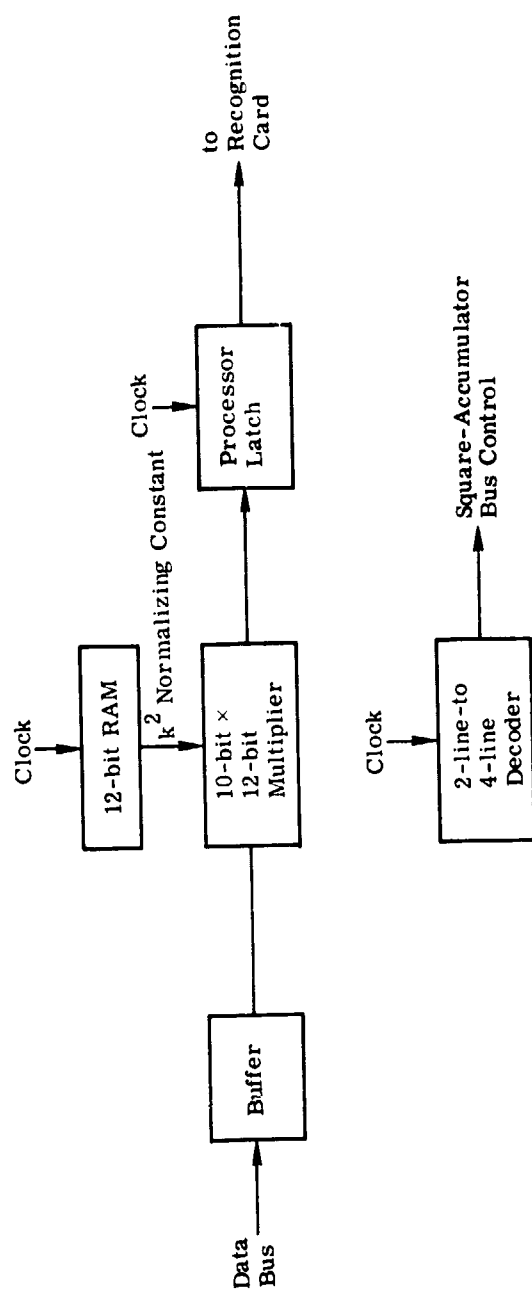 Data
Bus
Buffer
Clock
12-bit RAM
k² Normalizing Constant
10-bit ×
12-bit
Multiplier
Clock
Processor
Latch
to
Recognition
Card
Clock
2-line-to
4-line
Decoder
Square-Accumulator
Bus Control